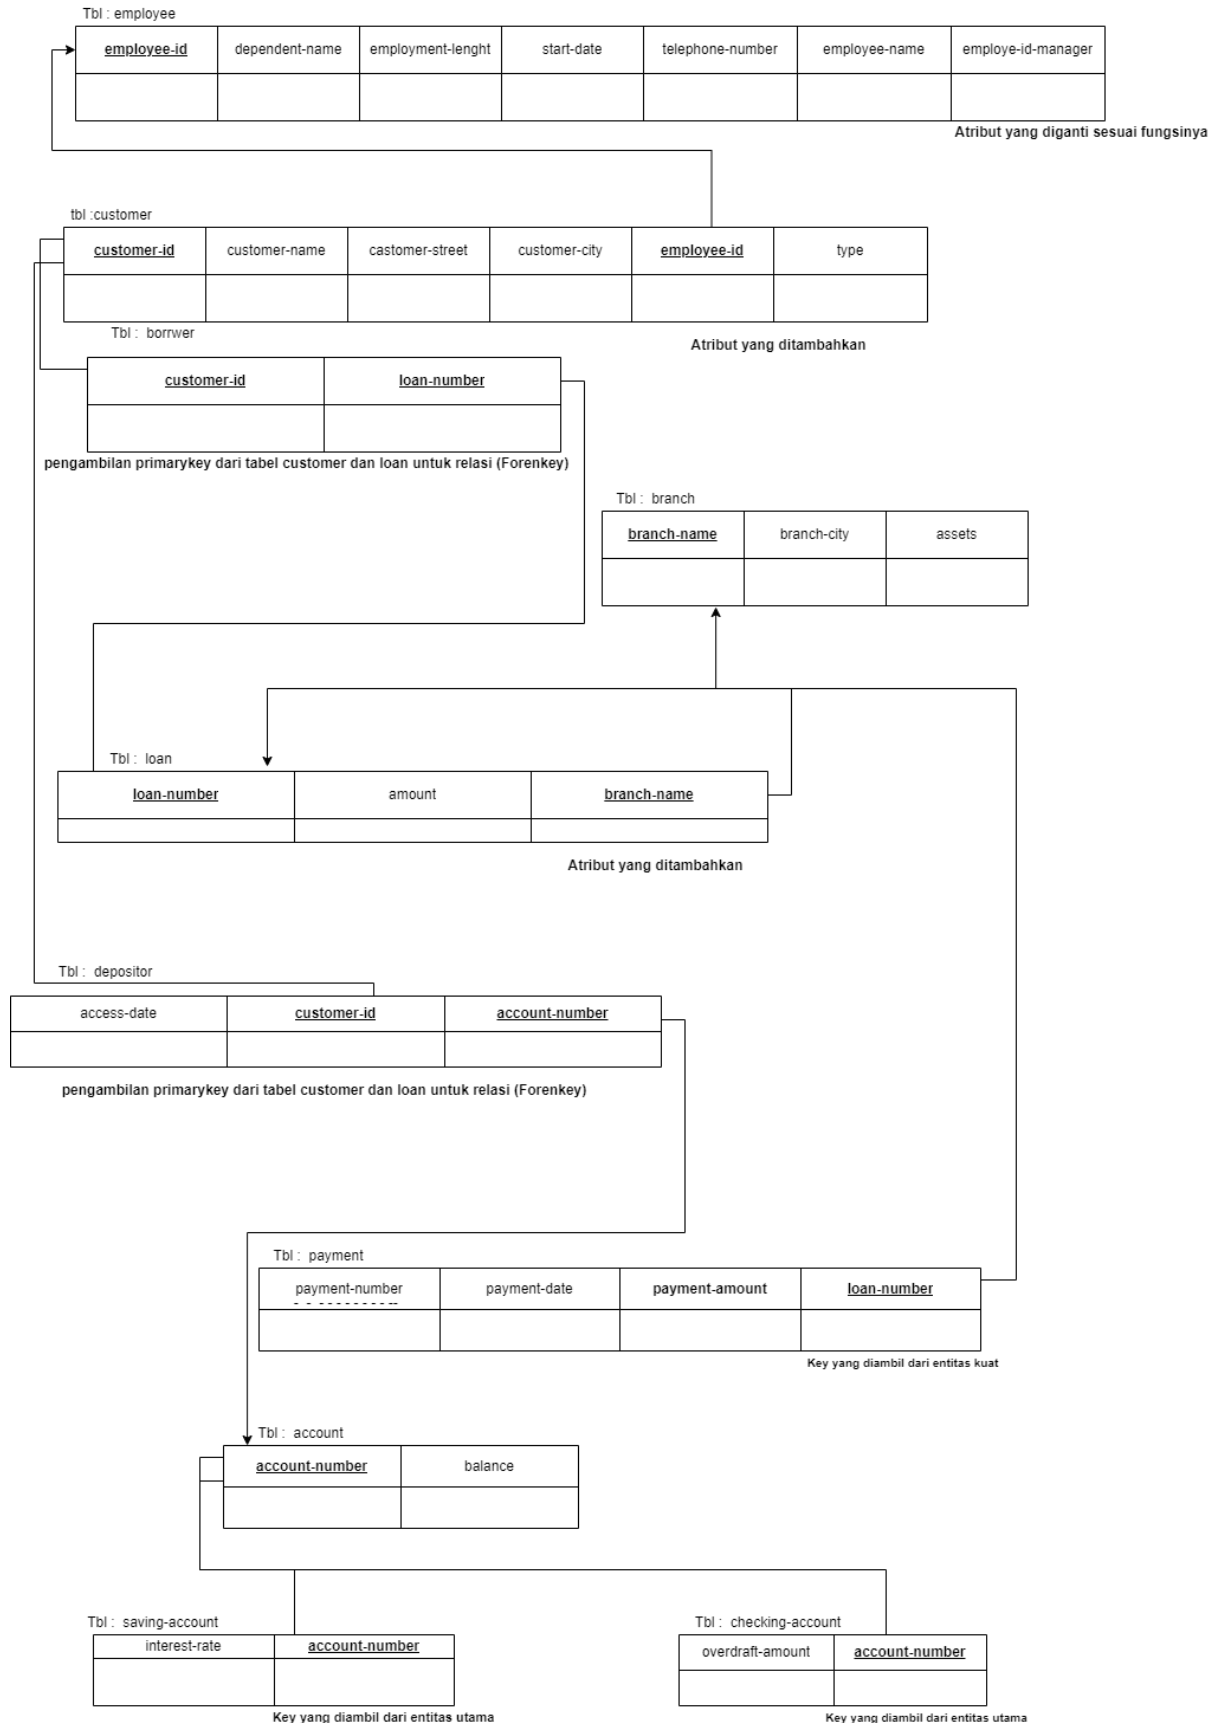 Tbl : employee
employee-id dependent-name employment-lenght start-date telephone-number employee-name employe-id-manager
Atribut yang diganti sesuai fungsinya
tbl :customer
customer-id customer-name castomer-street customer-city employee-id type
Tbl : borrwer
Atribut yang ditambahkan
customer-id loan-number
pengambilan primarykey dari tabel customer dan loan untuk relasi (Forenkey)
Tbl : branch
branch-name branch-city assets
Tbl : loan
loan-number amount branch-name
Atribut yang ditambahkan
Tbl : depositor
access-date customer-id account-number
pengambilan primarykey dari tabel customer dan loan untuk relasi (Forenkey)
Tbl : payment
payment-number payment-date payment-amount loan-number
Key yang diambil dari entitas kuat
Tbl : account
account-number balance
Tbl : saving-account
interest-rate account-number
Key yang diambil dari entitas utama
Tbl : checking-account
overdraft-amount account-number
Key yang diambil dari entitas utama